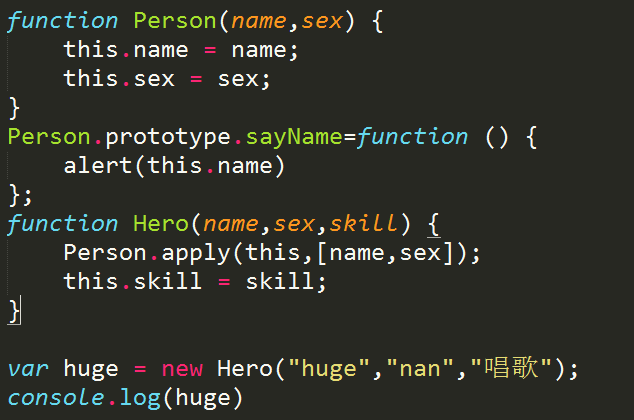 function Person(name,sex) {
    this.name = name;
    this.sex = sex;
}
Person.prototype.sayName=function () {
    alert(this.name)
};
function Hero(name,sex,skill) {
    Person.apply(this,[name,sex]);
    this.skill = skill;
}

var huge = new Hero("huge","nan","唱歌");
console.log(huge)